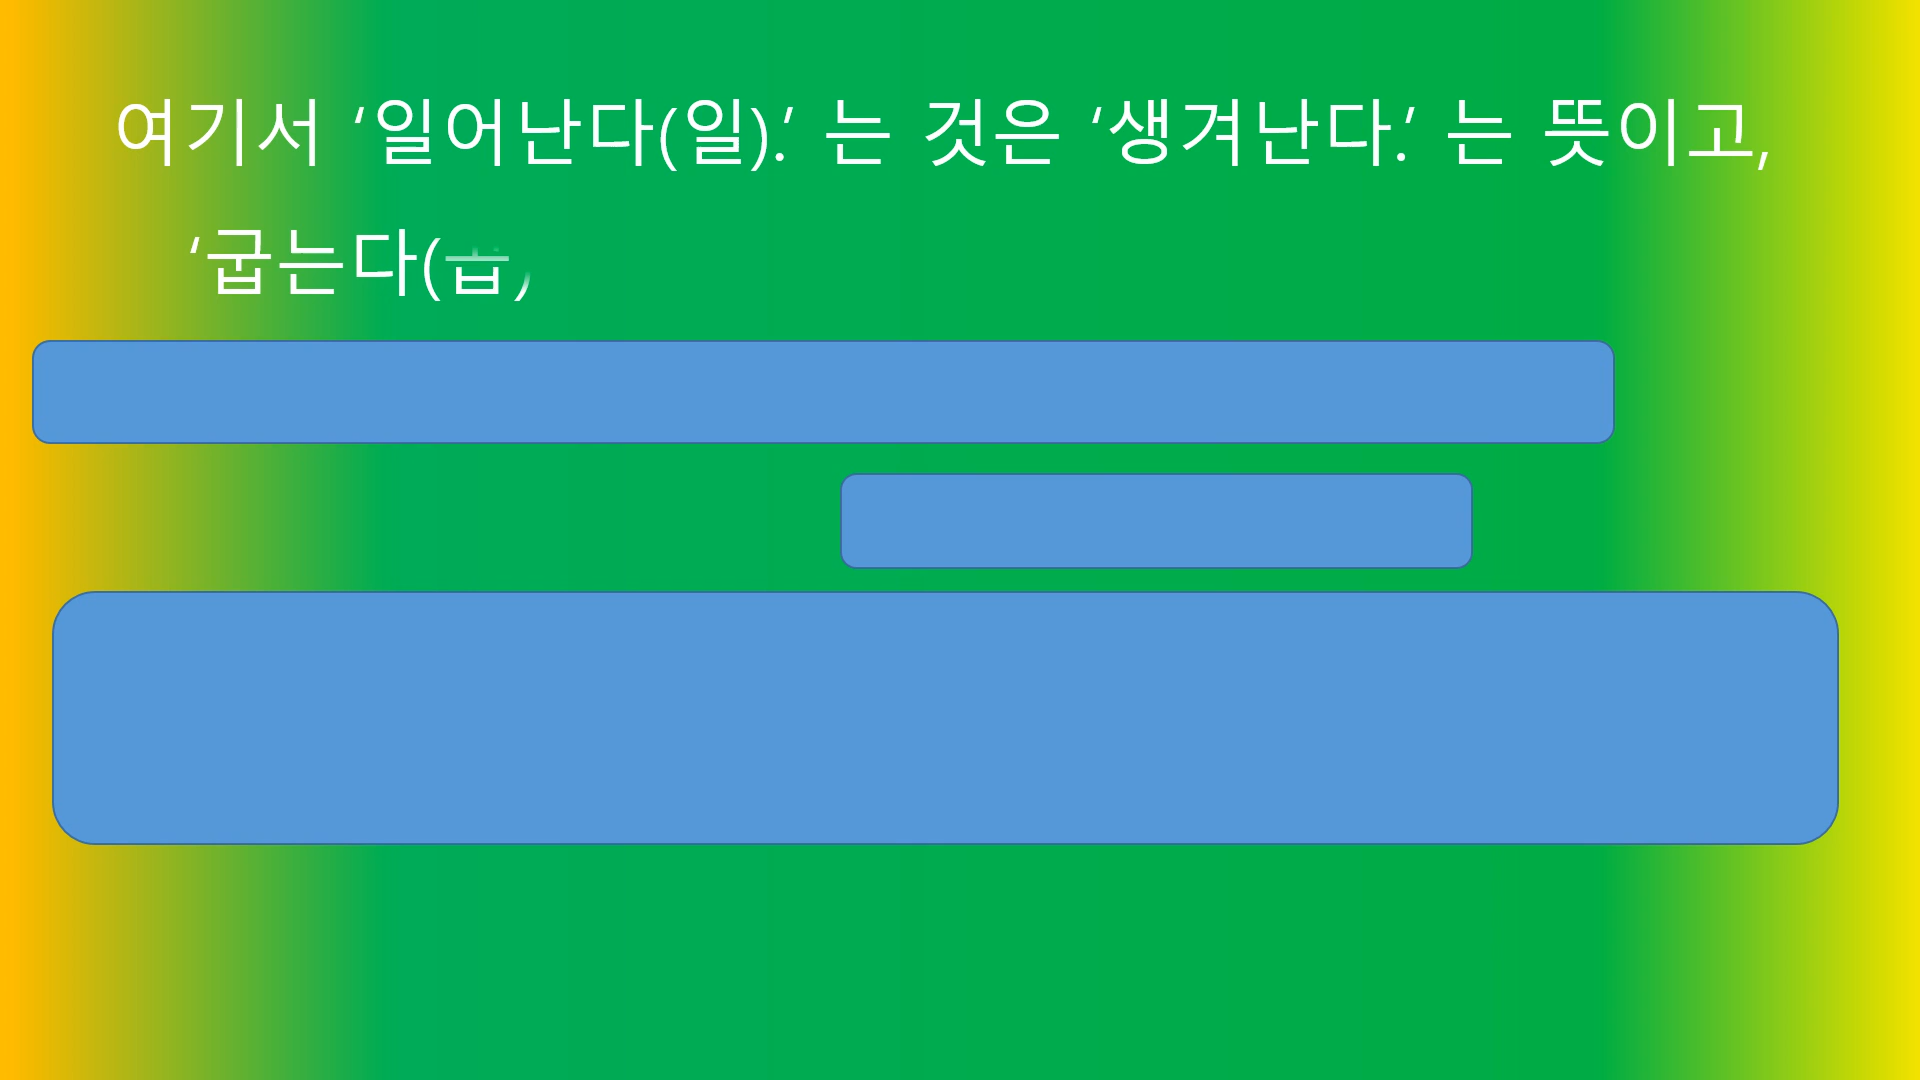 여기서 ‘일어난다(일).’ 는 것은 ‘생겨난다.’ 는 뜻이고,
‘굽는다(